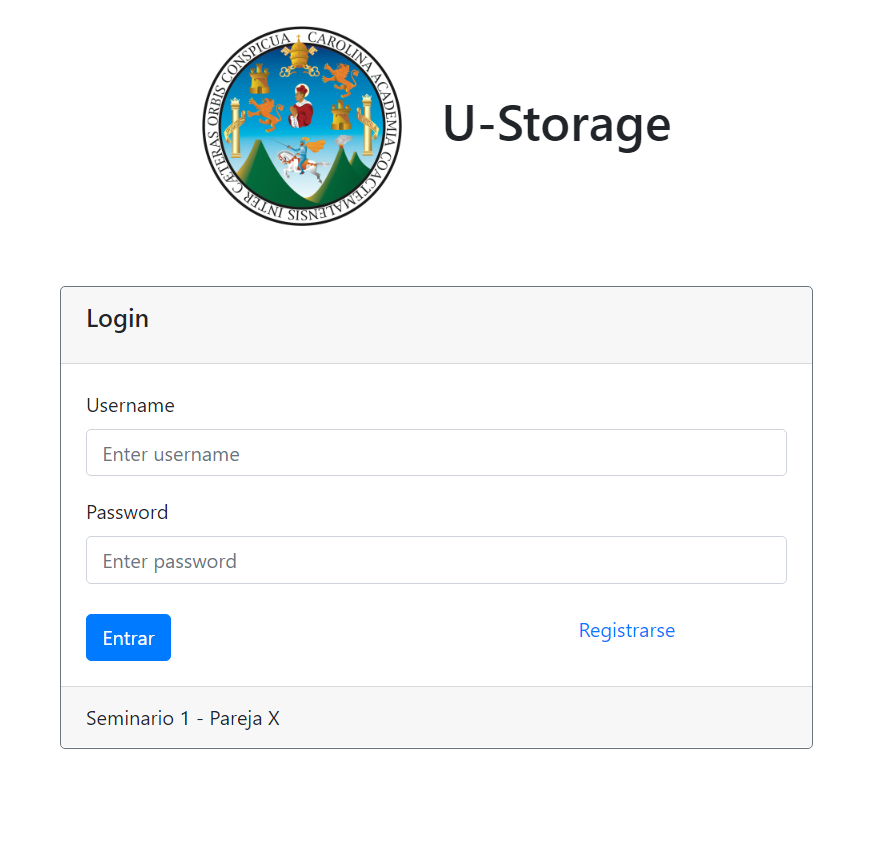 CAROLINA ACADEMIA COACTEMALENSIS INTER CÆTERAS ORBIS CONSPICUA
U-Storage
Login
Username
Enter username
Password
Enter password
Entrar
Registrarse
Seminario 1 - Pareja X